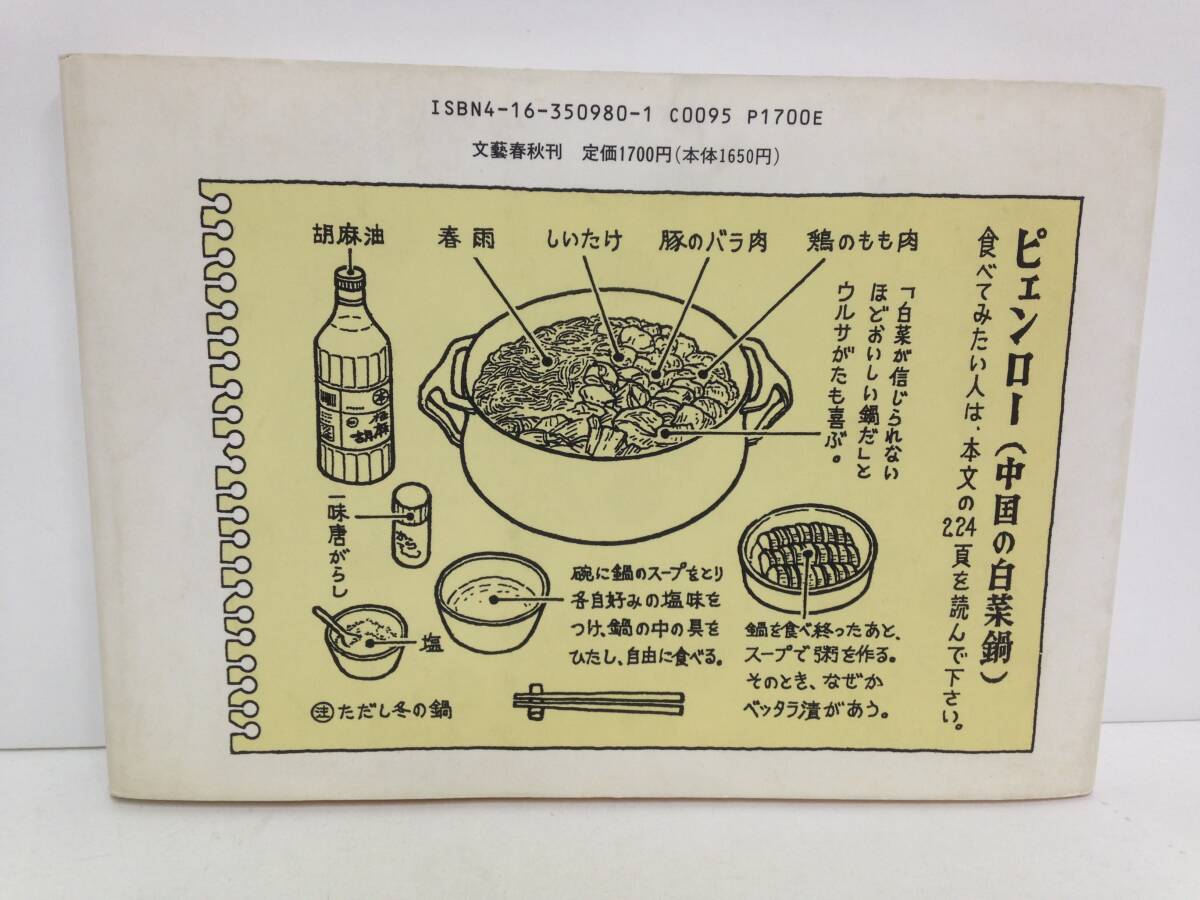 ISBN4-16-350980-1 C0095 P1700E
文藝春秋刊 定価1700円(本体1650円)
ピェンロー(中国の白菜鍋)
食べてみたい人は、本文の224頁を読んで下さい。
胡麻油
春雨
しいたけ
豚のバラ肉
鶏のもも肉
「白菜が信じられない
ほどおいしい鍋だ」と
ウルサがたも喜ぶ。
胡麻
一味唐がらし
塩
碗に鍋のスープをとり
各自好みの塩味を
つけ、鍋の中の具を
ひたし、自由に食べる。
鍋を食べ終ったあと、
スープで粥を作る。
そのとき、なぜか
ベッタラ漬があう。
注ただし冬の鍋